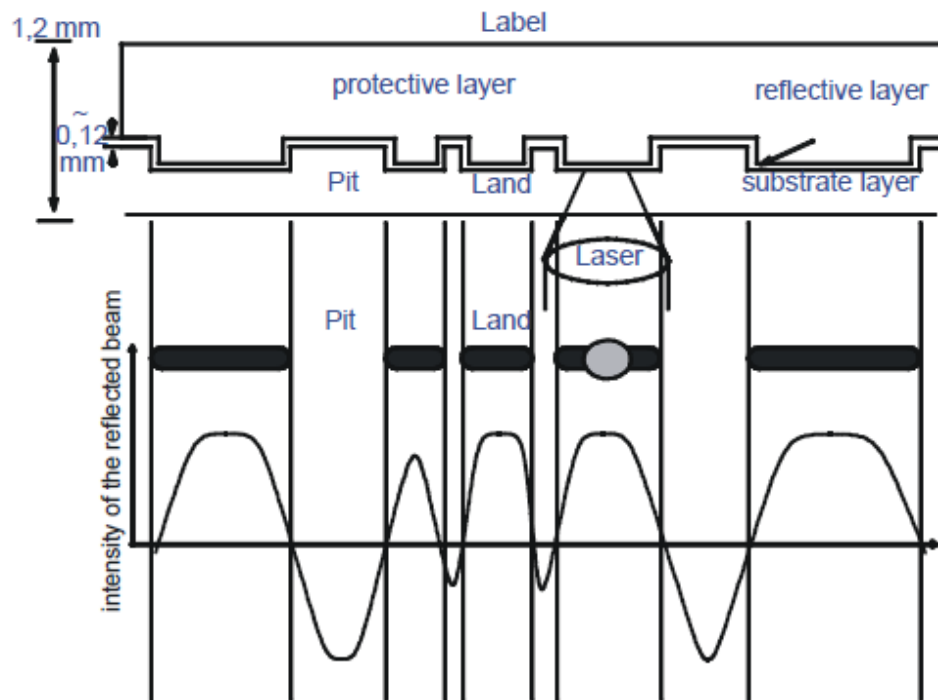 1,2 mm
Label
protective layer
reflective layer
~
0,12
mm
Pit
Land
substrate layer
Laser
Pit
Land
intensity of the reflected beam